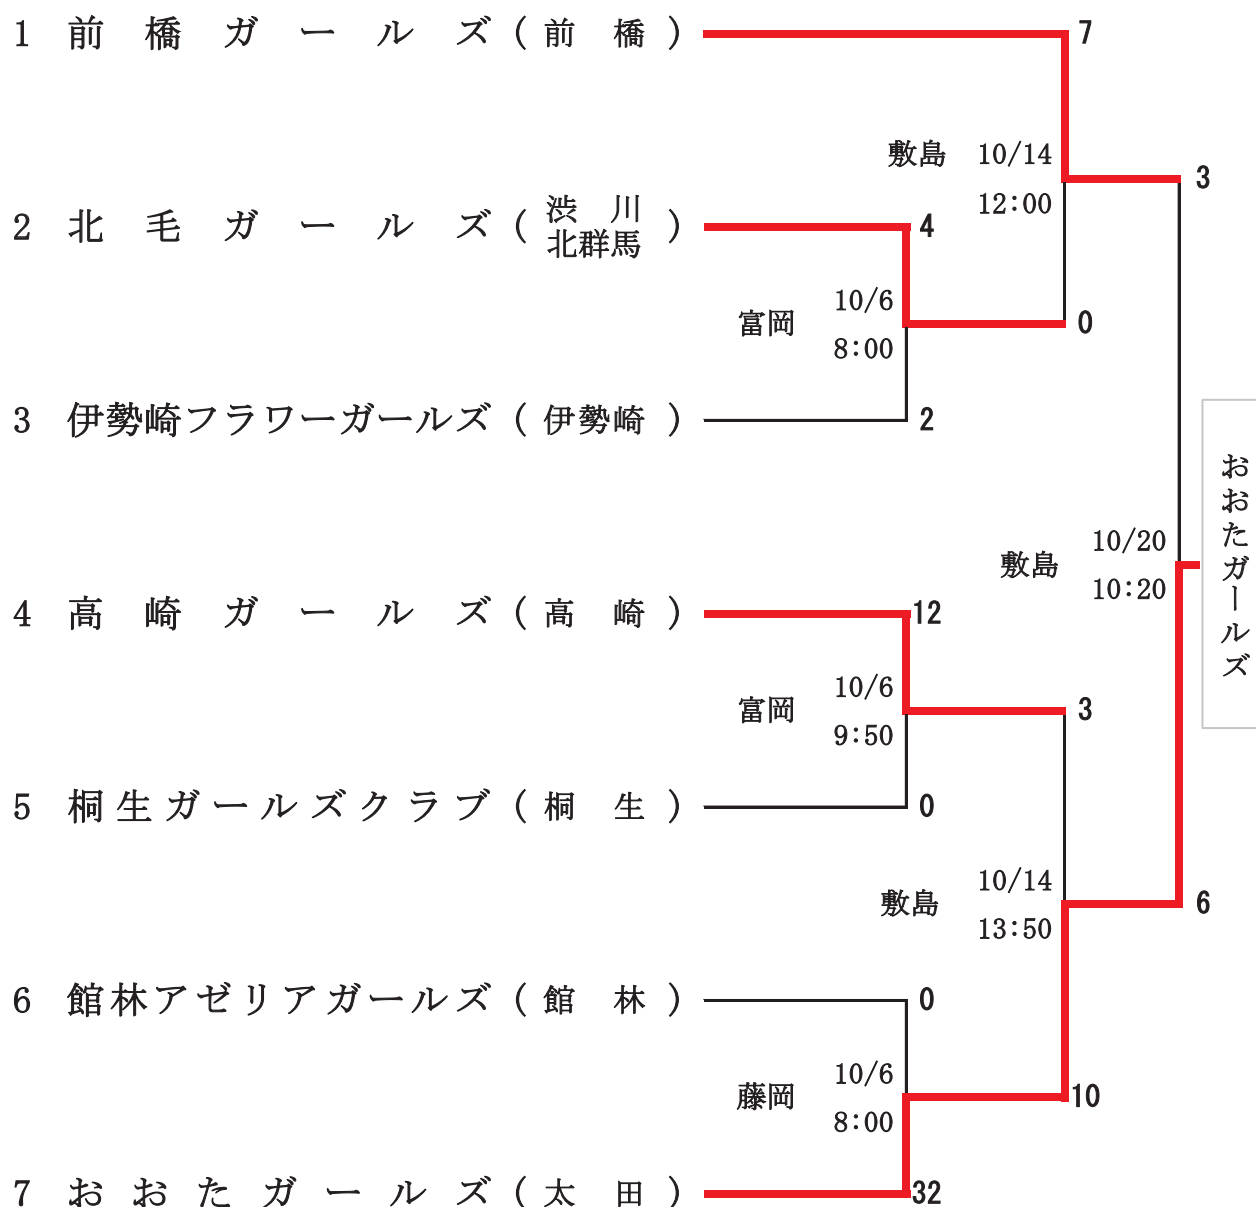 1 前橋ガールズ(前橋) 7
敷島 10/14
12:00
3
2 北毛ガールズ(渋川北群馬) 4
富岡 10/6
8:00
0
3 伊勢崎フラワーガールズ(伊勢崎) 2
おおたガールズ
敷島 10/20
10:20
4 高崎ガールズ(高崎) 12
富岡 10/6
9:50
3
5 桐生ガールズクラブ(桐生) 0
敷島 10/14
13:50
6
6 館林アゼリアガールズ(館林) 0
藤岡 10/6
8:00
10
7 おおたガールズ(太田) 32